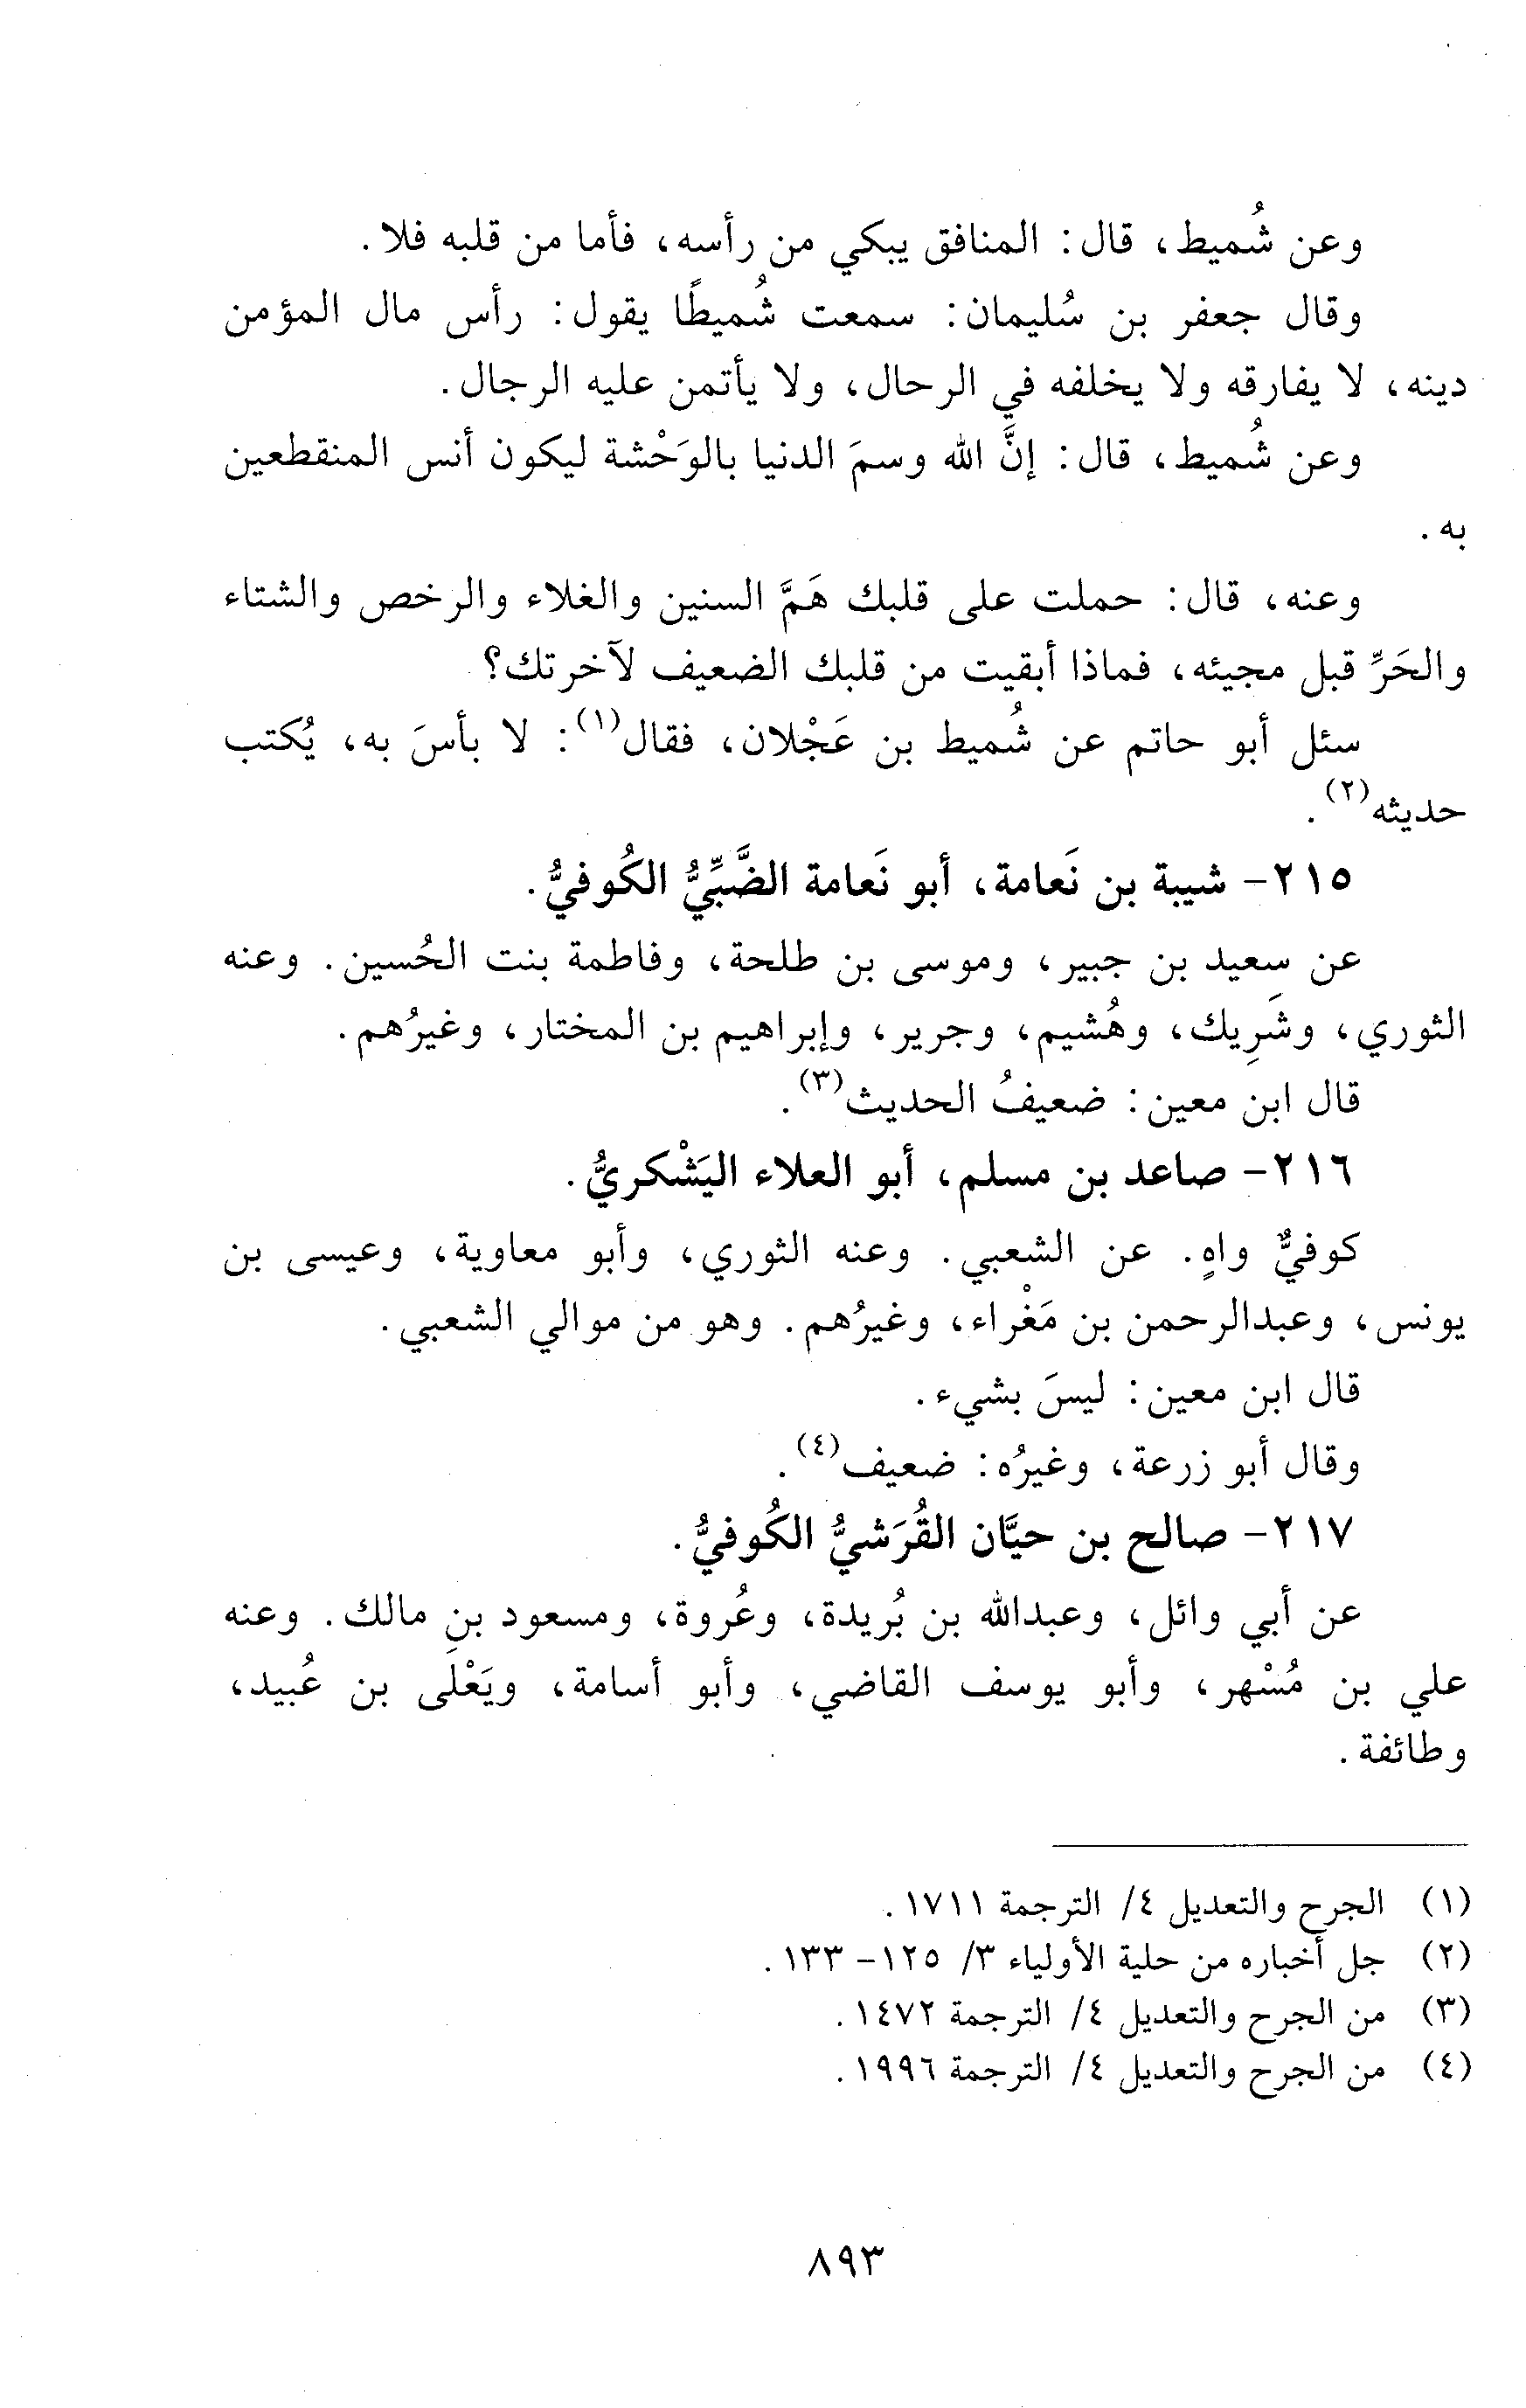 وعن شُميط، قال: المنافق يبكي من رأسه، فأما من قلبه فلا.
وقال جعفر بن سُليمان: سمعت شُميطًا يقول: رأس مال المؤمن
دينه، لا يفارقه ولا يخلفه في الرحال، ولا يأتمن عليه الرجال.
وعن شُميط، قال: إنَّ الله وسمَ الدنيا بالوَحْشة ليكون أنس المنقطعين
به.
وعنه، قال: حملت على قلبك هَمَّ السنين والغلاء والرخص والشتاء
والحَرِّ قبل مجيئه، فماذا أبقيت من قلبك الضعيف لآخرتك؟
سئل أبو حاتم عن شُميط بن عَجْلان، فقال(١): لا بأسَ به، يُكتب
حديثه(٢).
٢١٥- شيبة بن نَعامة، أبو نَعامة الضَّبِّيُّ الكُوفيُّ.
عن سعيد بن جبير، وموسى بن طلحة، وفاطمة بنت الحُسين. وعنه
الثوري، وشَرِيك، وهُشيم، وجرير، وإبراهيم بن المختار، وغيرُهم.
قال ابن معين: ضعيفُ الحديث(٣).
٢١٦- صاعد بن مسلم، أبو العلاء اليَشْكريُّ.
كوفيٌّ واهٍ. عن الشعبي. وعنه الثوري، وأبو معاوية، وعيسى بن
يونس، وعبدالرحمن بن مَغْراء، وغيرُهم. وهو من موالي الشعبي.
قال ابن معين: ليسَ بشيء.
وقال أبو زرعة، وغيرُه: ضعيف(٤).
٢١٧- صالح بن حيَّان القُرَشيُّ الكُوفيُّ.
عن أبي وائل، وعبدالله بن بُريدة، وعُروة، ومسعود بن مالك. وعنه
علي بن مُسْهر، وأبو يوسف القاضي، وأبو أسامة، ويَعْلَى بن عُبيد،
وطائفة.
(١) الجرح والتعديل ٤/ الترجمة ١٧١١.
(٢) جل أخباره من حلية الأولياء ٣/ ١٢٥- ١٣٣.
(٣) من الجرح والتعديل ٤/ الترجمة ١٤٧٢.
(٤) من الجرح والتعديل ٤/ الترجمة ١٩٩٦.
٨٩٣